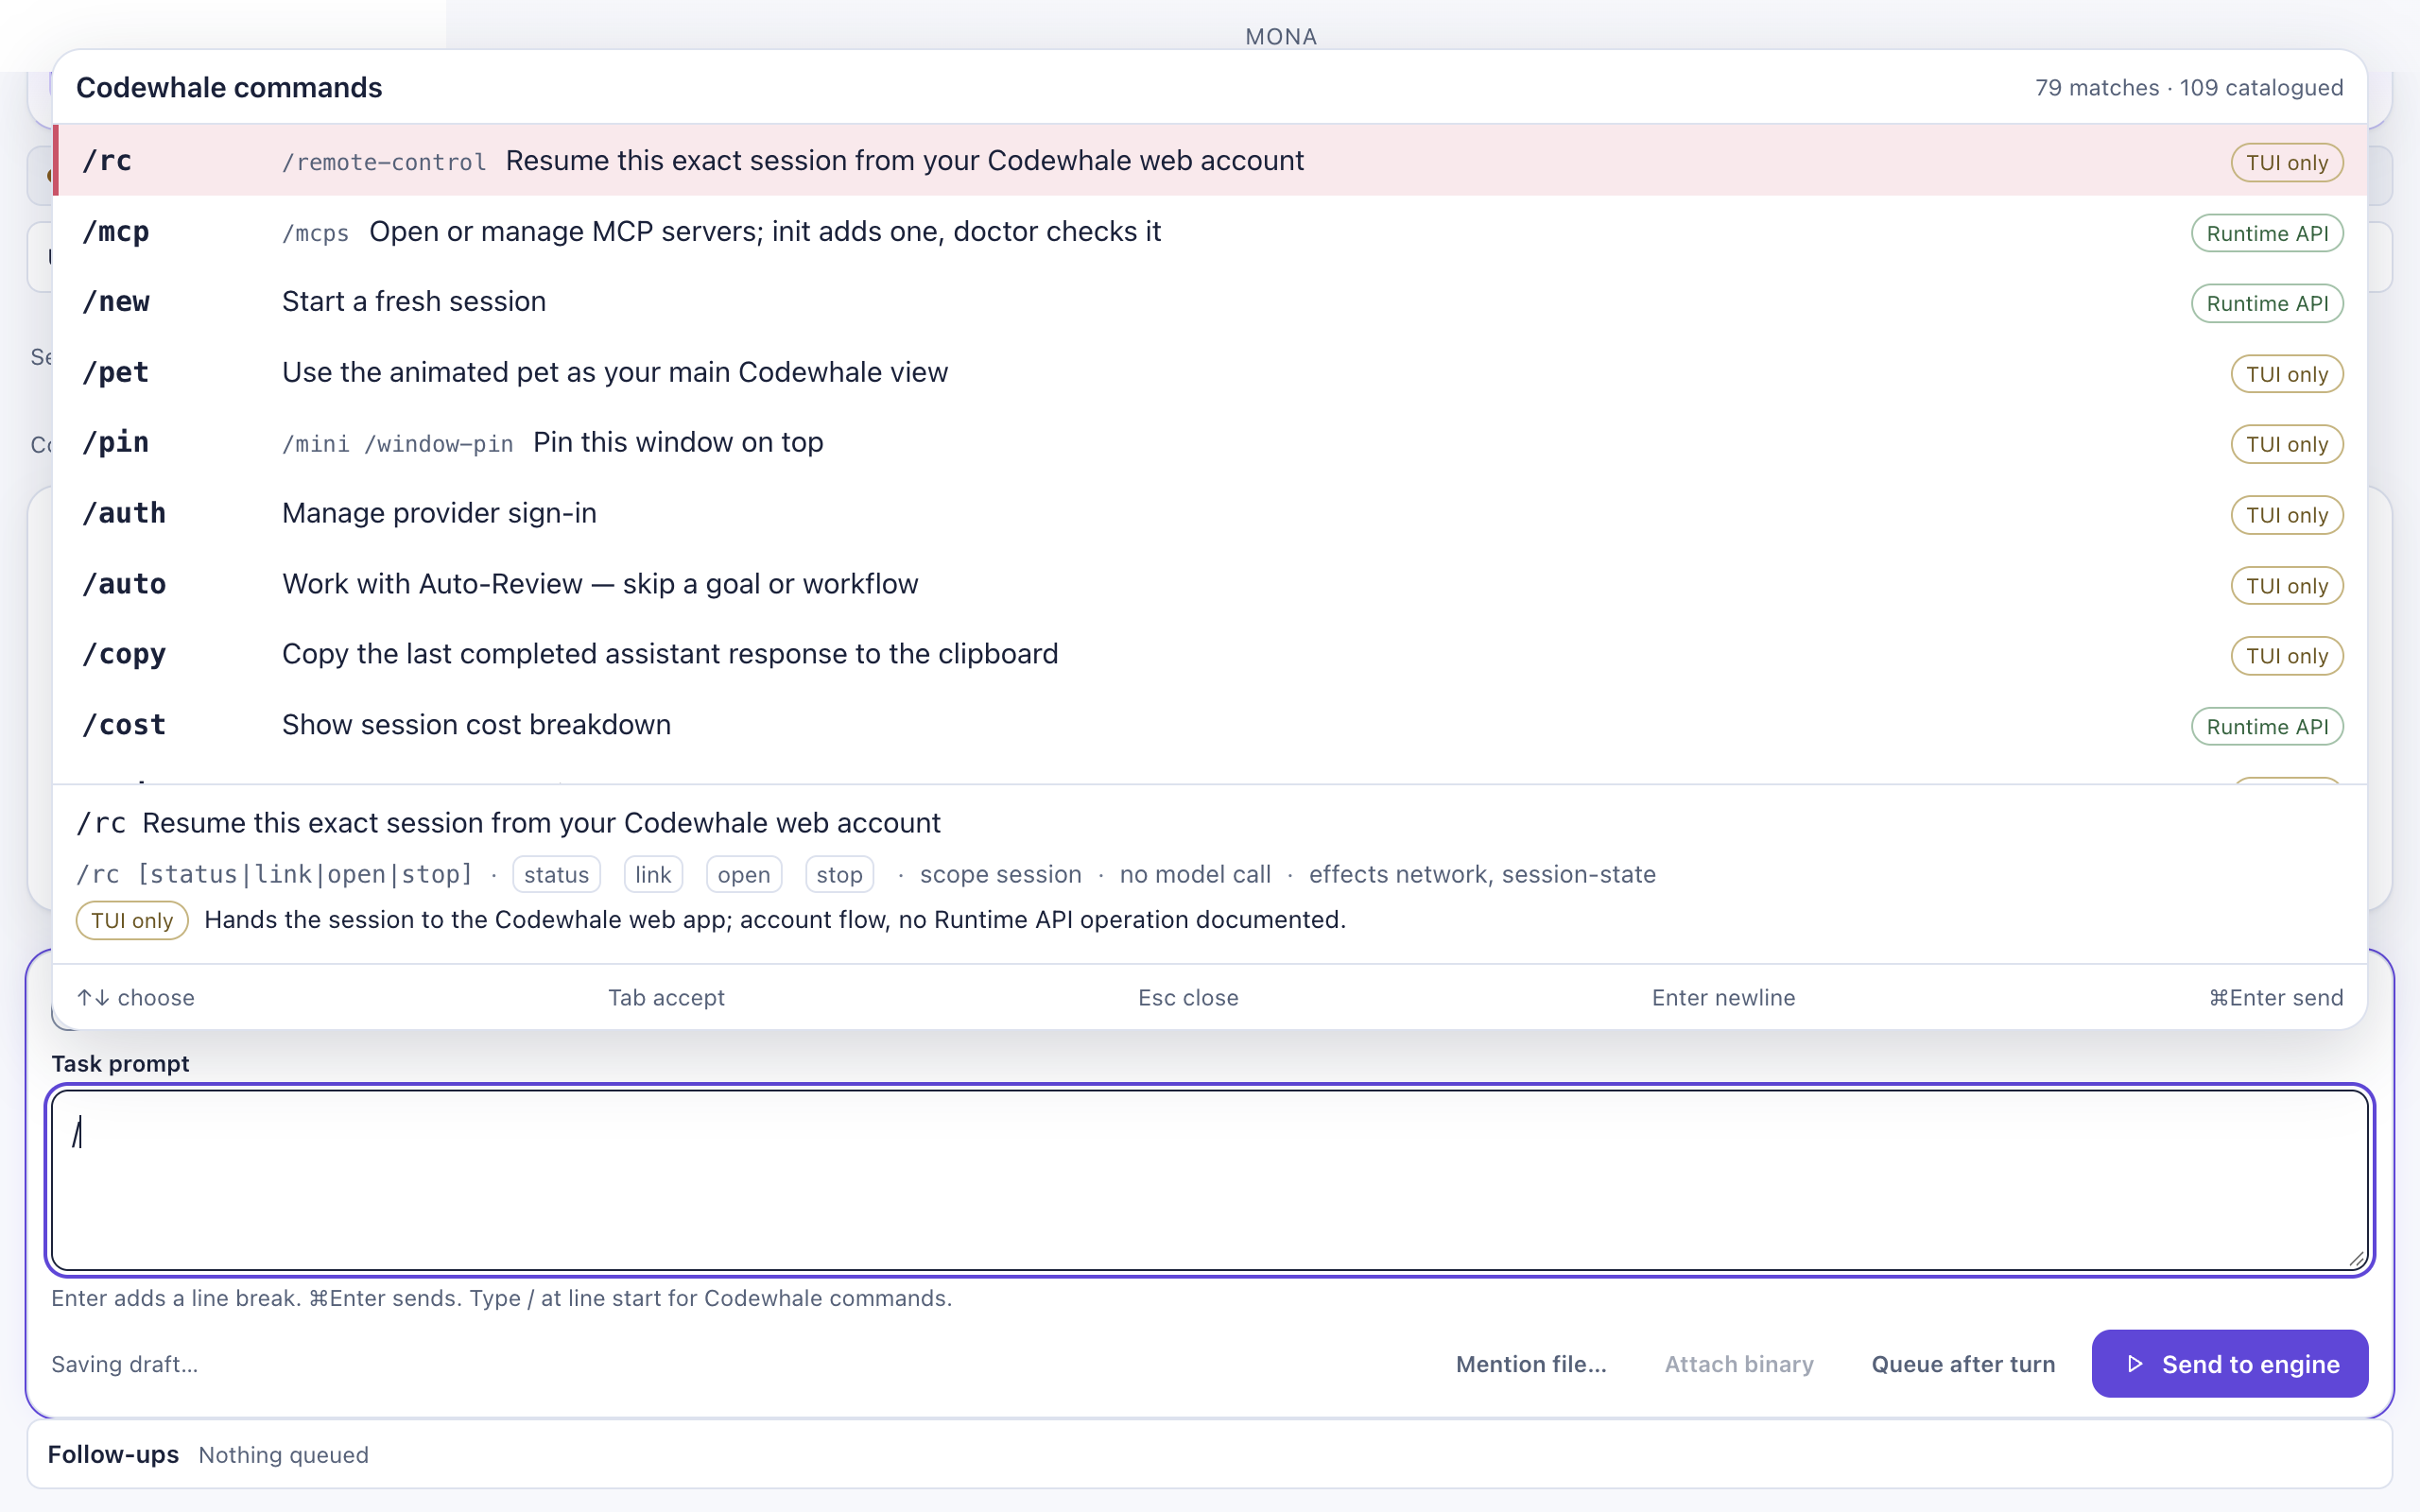 MONA
Codewhale commands 79 matches · 109 catalogued
/rc /remote-control Resume this exact session from your Codewhale web account TUI only
/mcp /mcps Open or manage MCP servers; init adds one, doctor checks it Runtime API
/new Start a fresh session Runtime API
/pet Use the animated pet as your main Codewhale view TUI only
/pin /mini /window-pin Pin this window on top TUI only
/auth Manage provider sign-in TUI only
/auto Work with Auto-Review — skip a goal or workflow TUI only
/copy Copy the last completed assistant response to the clipboard TUI only
/cost Show session cost breakdown Runtime API
/rc Resume this exact session from your Codewhale web account
/rc [status|link|open|stop] · status link open stop · scope session · no model call · effects network, session-state
TUI only Hands the session to the Codewhale web app; account flow, no Runtime API operation documented.
↑↓ choose Tab accept Esc close Enter newline ⌘Enter send
Task prompt
/
Enter adds a line break. ⌘Enter sends. Type / at line start for Codewhale commands.
Saving draft... Mention file... Attach binary Queue after turn Send to engine
Follow-ups Nothing queued